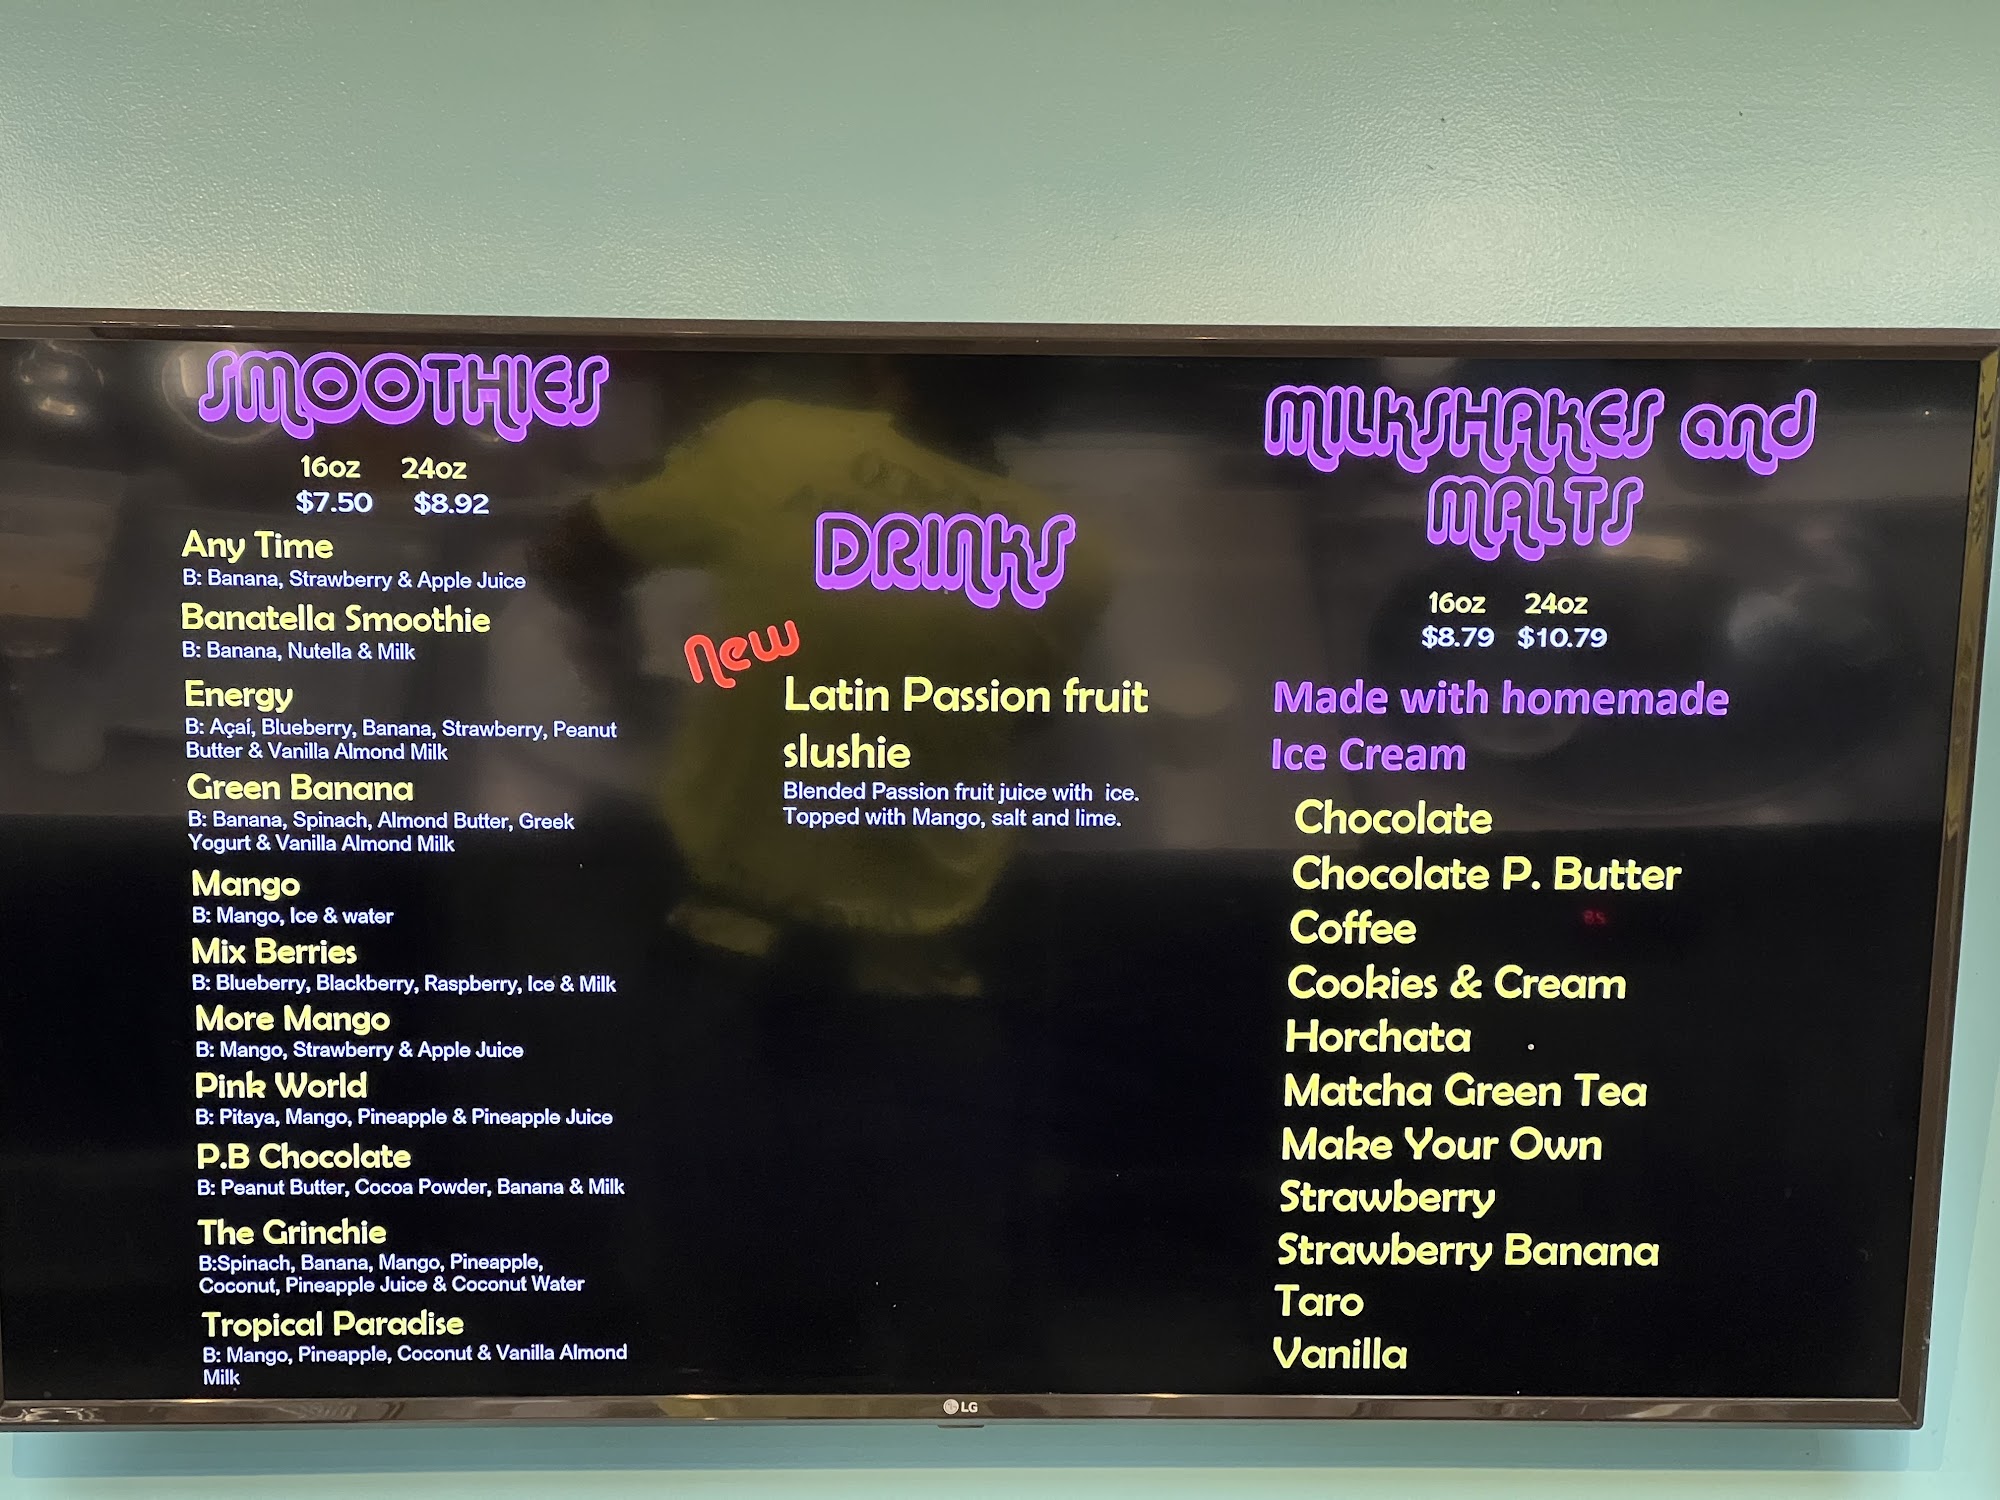 SMOOTHIES
16oz 24oz
$7.50 $8.92
Any Time
B: Banana, Strawberry & Apple Juice
Banatella Smoothie
B: Banana, Nutella & Milk
Energy
B: Açaí, Blueberry, Banana, Strawberry, Peanut
Butter & Vanilla Almond Milk
Green Banana
B: Banana, Spinach, Almond Butter, Greek
Yogurt & Vanilla Almond Milk
Mango
B: Mango, Ice & water
Mix Berries
B: Blueberry, Blackberry, Raspberry, Ice & Milk
More Mango
B: Mango, Strawberry & Apple Juice
Pink World
B: Pitaya, Mango, Pineapple & Pineapple Juice
P.B Chocolate
B: Peanut Butter, Cocoa Powder, Banana & Milk
The Grinchie
B:Spinach, Banana, Mango, Pineapple,
Coconut, Pineapple Juice & Coconut Water
Tropical Paradise
B: Mango, Pineapple, Coconut & Vanilla Almond
Milk
DRINKS
New
Latin Passion fruit
slushie
Blended Passion fruit juice with ice.
Topped with Mango, salt and lime.
MILKSHAKES and
MALTS
16oz 24oz
$8.79 $10.79
Made with homemade
Ice Cream
Chocolate
Chocolate P. Butter
Coffee
Cookies & Cream
Horchata
Matcha Green Tea
Make Your Own
Strawberry
Strawberry Banana
Taro
Vanilla
LG